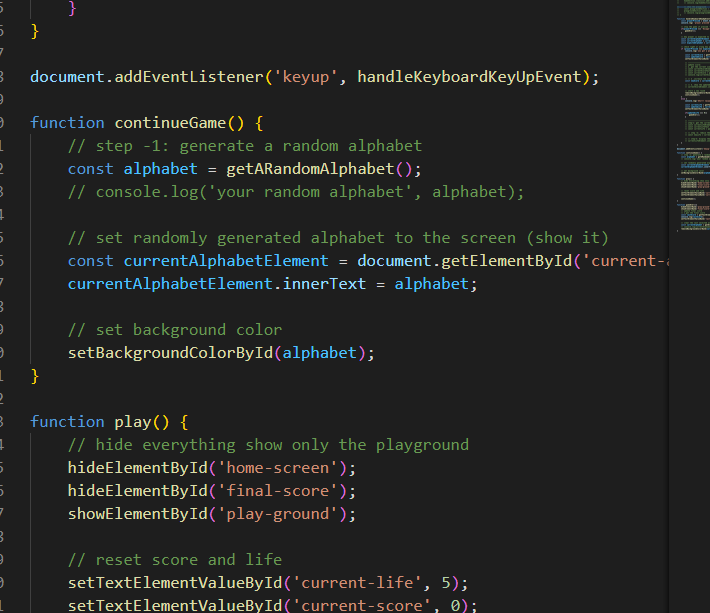 }
}
document.addEventListener('keyup', handleKeyboardKeyUpEvent);
function continueGame() {
// step -1: generate a random alphabet
const alphabet = getARandomAlphabet();
// console.log('your random alphabet', alphabet);
// set randomly generated alphabet to the screen (show it)
const currentAlphabetElement = document.getElementById('current-a
currentAlphabetElement.innerText = alphabet;
// set background color
setBackgroundColorById(alphabet);
}
function play() {
// hide everything show only the playground
hideElementById('home-screen');
hideElementById('final-score');
showElementById('play-ground');
// reset score and life
setTextElementValueById('current-life', 5);
setTextElementValueById('current-score', 0);